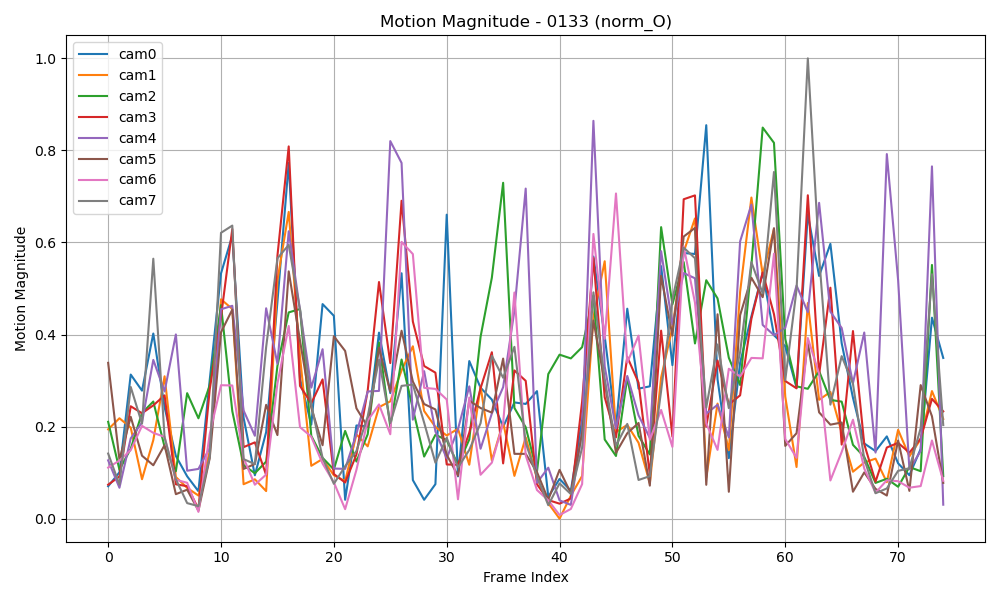 Motion Magnitude - 0133 (norm_O)
1.0
0.8
0.6
0.4
0.2
0.0
Motion Magnitude
cam0
cam1
cam2
cam3
cam4
cam5
cam6
cam7
0 10 20 30 40 50 60 70
Frame Index